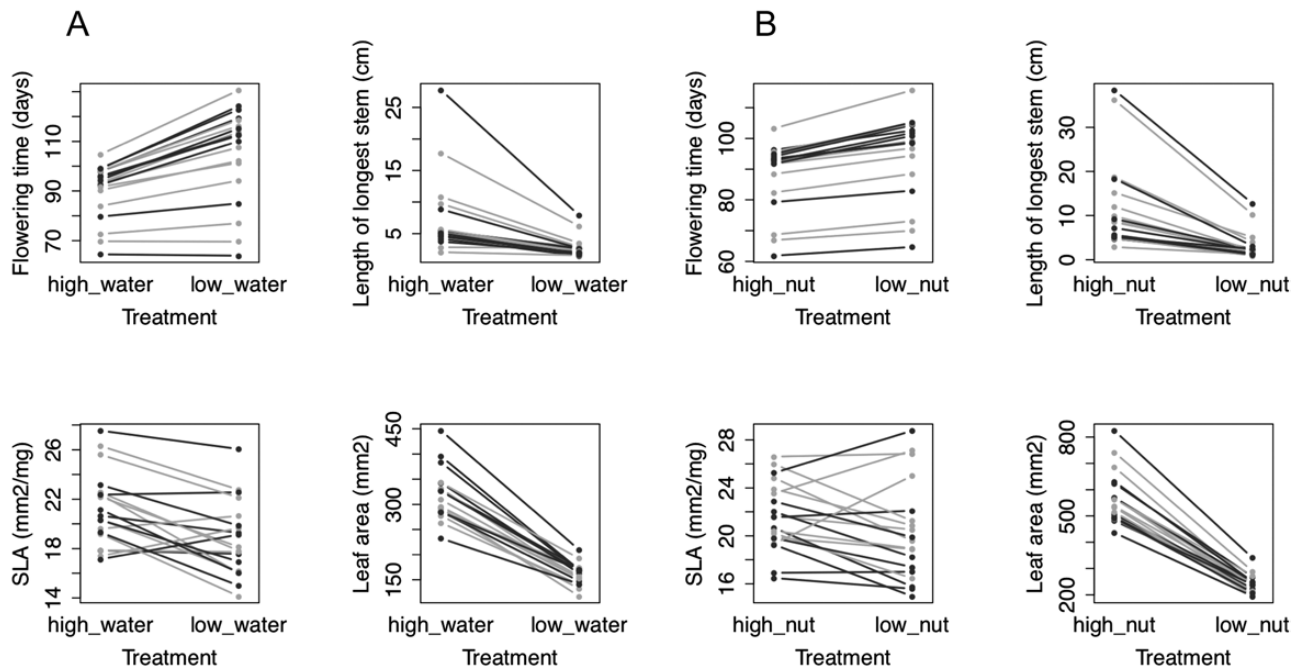 A
B
Flowering time (days)
110
90
70
high_water low_water
Treatment
Length of longest stem (cm)
25
15
5
high_water low_water
Treatment
Flowering time (days)
100
80
60
high_nut low_nut
Treatment
Length of longest stem (cm)
30
20
10
0
high_nut low_nut
Treatment
SLA (mm2/mg)
26
22
18
14
high_water low_water
Treatment
Leaf area (mm2)
450
300
150
high_water low_water
Treatment
SLA (mm2/mg)
28
24
20
16
high_nut low_nut
Treatment
Leaf area (mm2)
800
500
200
high_nut low_nut
Treatment